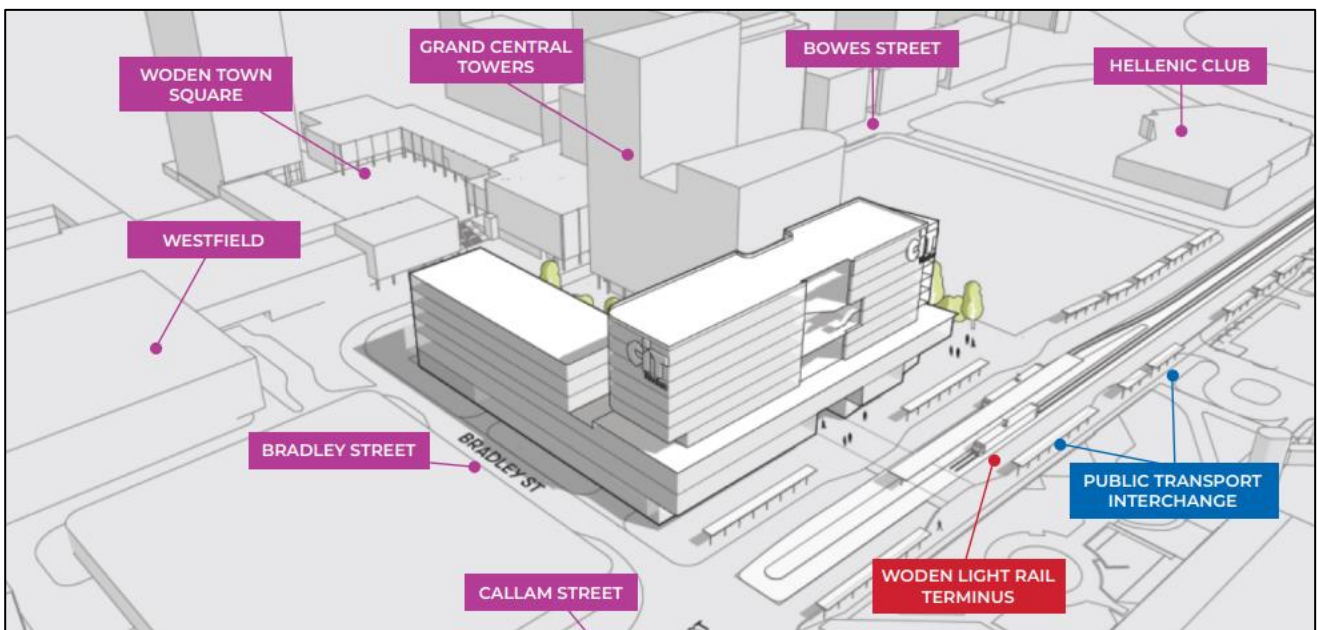 GRAND CENTRAL
TOWERS
BOWES STREET
HELLENIC CLUB
WODEN TOWN
SQUARE
WESTFIELD
cit
cit
BRADLEY STREET
BRADLEY ST
PUBLIC TRANSPORT
INTERCHANGE
WODEN LIGHT RAIL
TERMINUS
CALLAM STREET